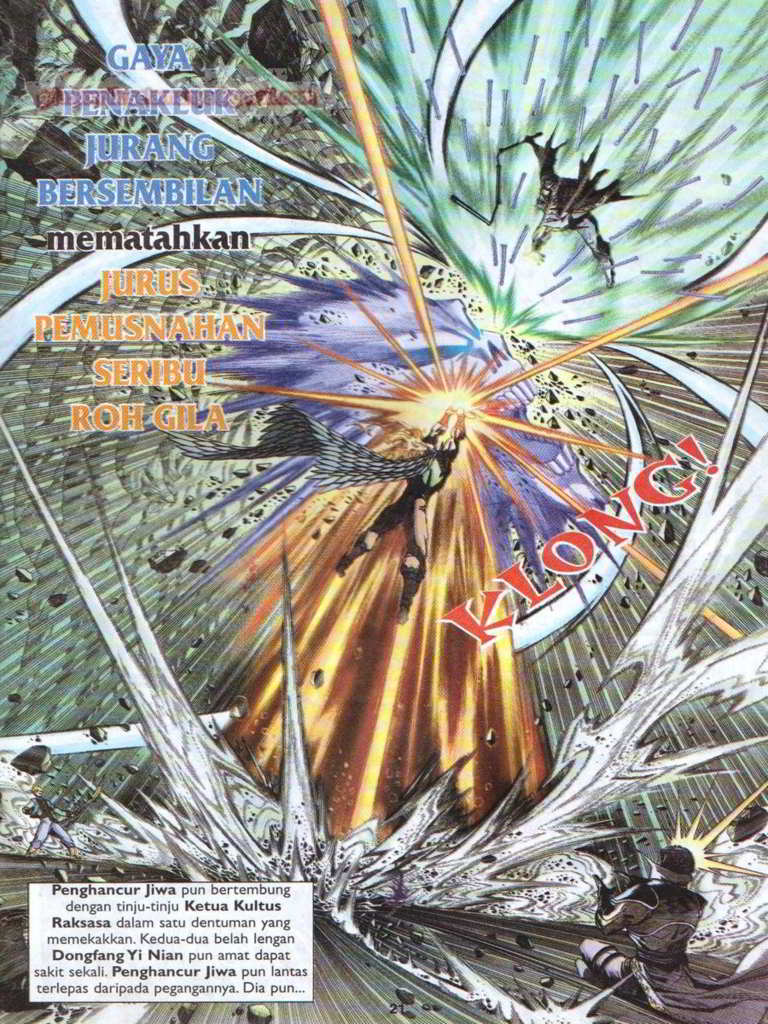 GAYA
PENAKLUK
JURANG
BERSEMBILAN
mematahkan
JURUS
PEMUSNAHAN
SERIBU
ROH GILA
KLONG!
Penghancur Jiwa pun bertembung
dengan tinju-tinju Ketua Kultus
Raksasa dalam satu dentuman yang
memekakkan. Kedua-dua belah lengan
Dongfang Yi Nian pun amat dapat
sakit sekali. Penghancur Jiwa pun lantas
terlepas daripada pegangannya. Dia pun...
21